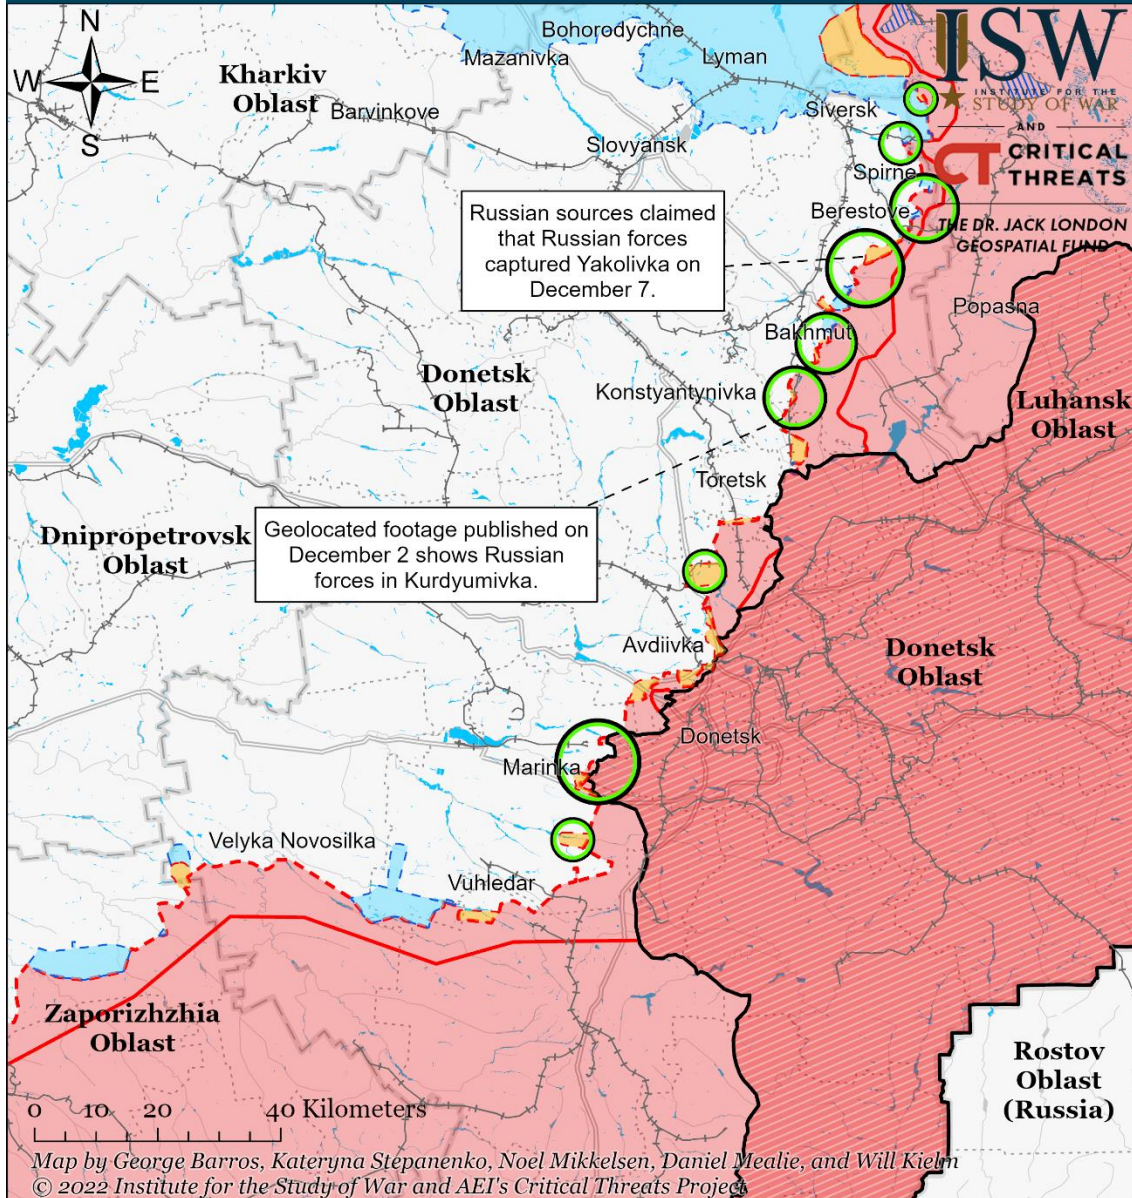 N
W
E
S
ISW
INSTITUTE FOR THE
STUDY OF WAR
AND
CT
CRITICAL
THREATS
THE DR. JACK LONDON
GEOSPATIAL FUND
Bohorodychne
Mazanivka
Lyman
Kharkiv
Oblast
Barvinkove
Siversk
Slovyansk
Spirne
Russian sources claimed
that Russian forces
captured Yakolivka on
December 7.
Berestove
Popasna
Bakhmut
Donetsk
Oblast
Konstyantynivka
Luhansk
Oblast
Toretsk
Dnipropetrovsk
Oblast
Geolocated footage published on
December 2 shows Russian
forces in Kurdyumivka.
Avdiivka
Donetsk
Oblast
Donetsk
Marinka
Velyka Novosilka
Vuhledar
Zaporizhzhia
Oblast
Rostov
Oblast
(Russia)
0 10 20 40 Kilometers
Map by George Barros, Kateryna Stepanenko, Noel Mikkelsen, Daniel Mealie, and Will Kielm
© 2022 Institute for the Study of War and AEI's Critical Threats Project